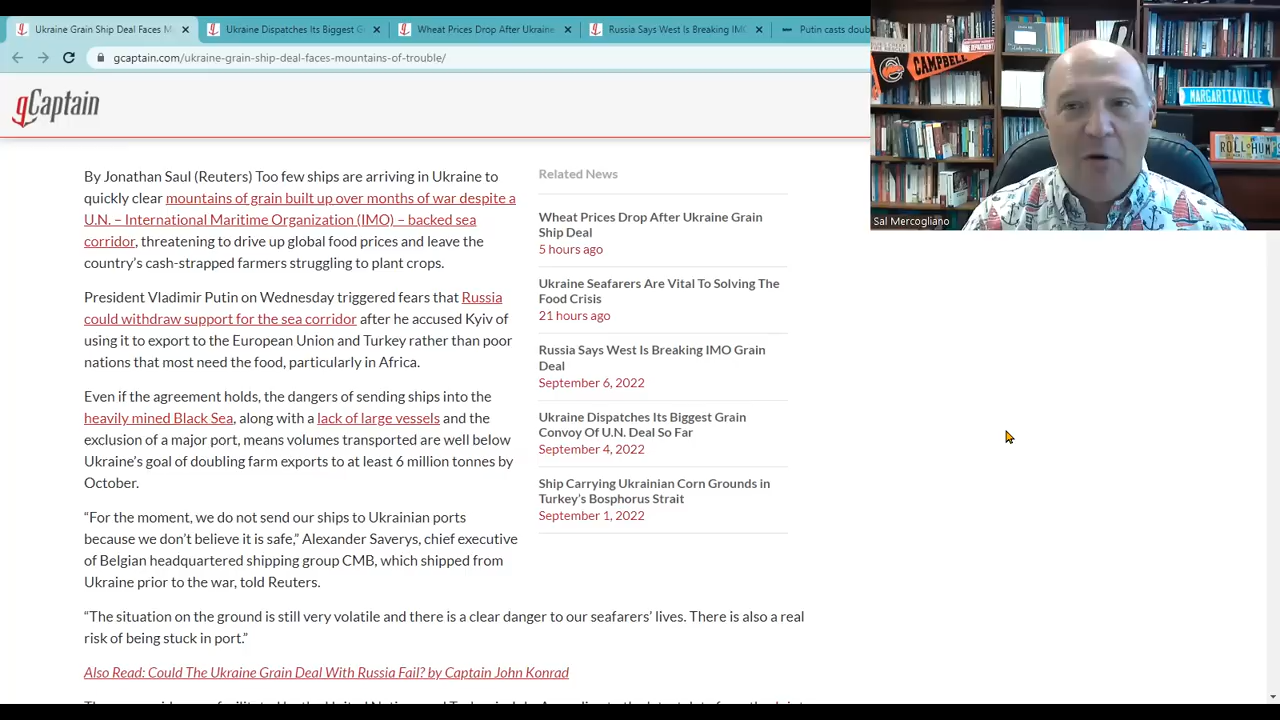 Ukraine Grain Ship Deal Faces M
Ukraine Dispatches Its Biggest G
Wheat Prices Drop After Ukraine
Russia Says West Is Breaking IMO
Putin casts doub
gcaptain.com/ukraine-grain-ship-deal-faces-mountains-of-trouble/
gCaptain
CAMPBELL
MARGARITAVILLE
Sal Mercogliano
By Jonathan Saul (Reuters) Too few ships are arriving in Ukraine to
quickly clear mountains of grain built up over months of war despite a
U.N. – International Maritime Organization (IMO) – backed sea
corridor, threatening to drive up global food prices and leave the
country's cash-strapped farmers struggling to plant crops.
President Vladimir Putin on Wednesday triggered fears that Russia
could withdraw support for the sea corridor after he accused Kyiv of
using it to export to the European Union and Turkey rather than poor
nations that most need the food, particularly in Africa.
Even if the agreement holds, the dangers of sending ships into the
heavily mined Black Sea, along with a lack of large vessels and the
exclusion of a major port, means volumes transported are well below
Ukraine's goal of doubling farm exports to at least 6 million tonnes by
October.
“For the moment, we do not send our ships to Ukrainian ports
because we don't believe it is safe,” Alexander Saverys, chief executive
of Belgian headquartered shipping group CMB, which shipped from
Ukraine prior to the war, told Reuters.
“The situation on the ground is still very volatile and there is a clear danger to our seafarers' lives. There is also a real
risk of being stuck in port.”
Also Read: Could The Ukraine Grain Deal With Russia Fail? by Captain John Konrad
Related News
Wheat Prices Drop After Ukraine Grain
Ship Deal
5 hours ago
Ukraine Seafarers Are Vital To Solving The
Food Crisis
21 hours ago
Russia Says West Is Breaking IMO Grain
Deal
September 6, 2022
Ukraine Dispatches Its Biggest Grain
Convoy Of U.N. Deal So Far
September 4, 2022
Ship Carrying Ukrainian Corn Grounds in
Turkey's Bosphorus Strait
September 1, 2022